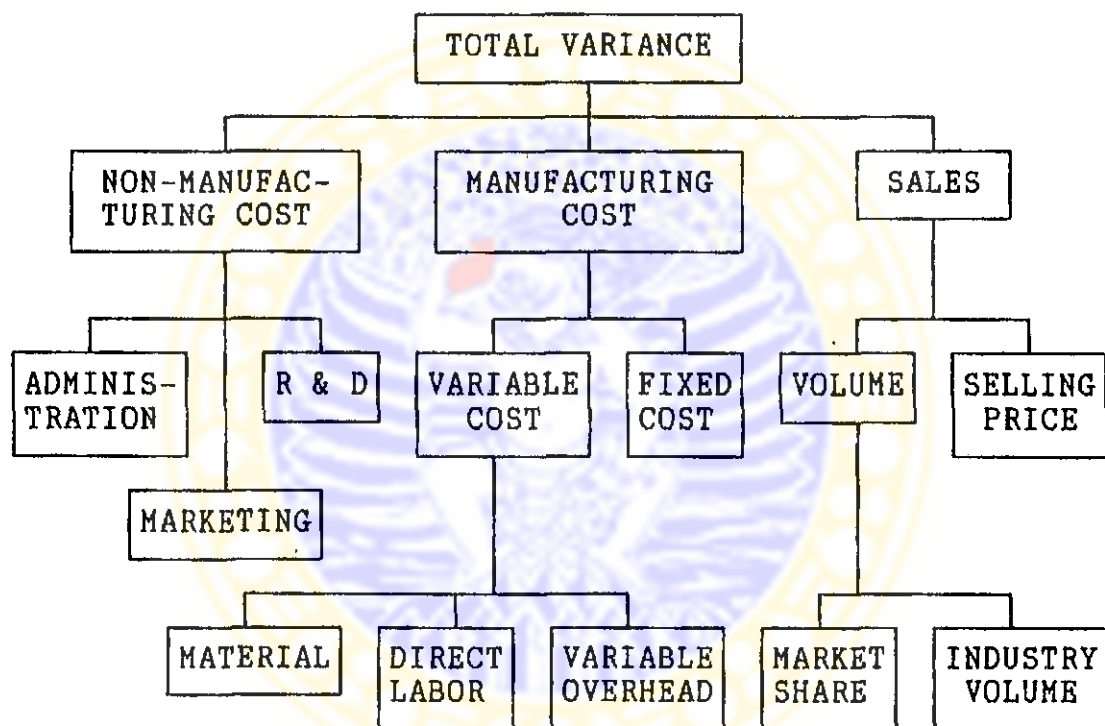 TOTAL VARIANCE
NON-MANUFAC-
TURING COST
MANUFACTURING
COST
SALES
ADMINIS-
TRATION
R & D
VARIABLE
COST
FIXED
COST
VOLUME
SELLING
PRICE
MARKETING
MATERIAL
DIRECT
LABOR
VARIABLE
OVERHEAD
MARKET
SHARE
INDUSTRY
VOLUME